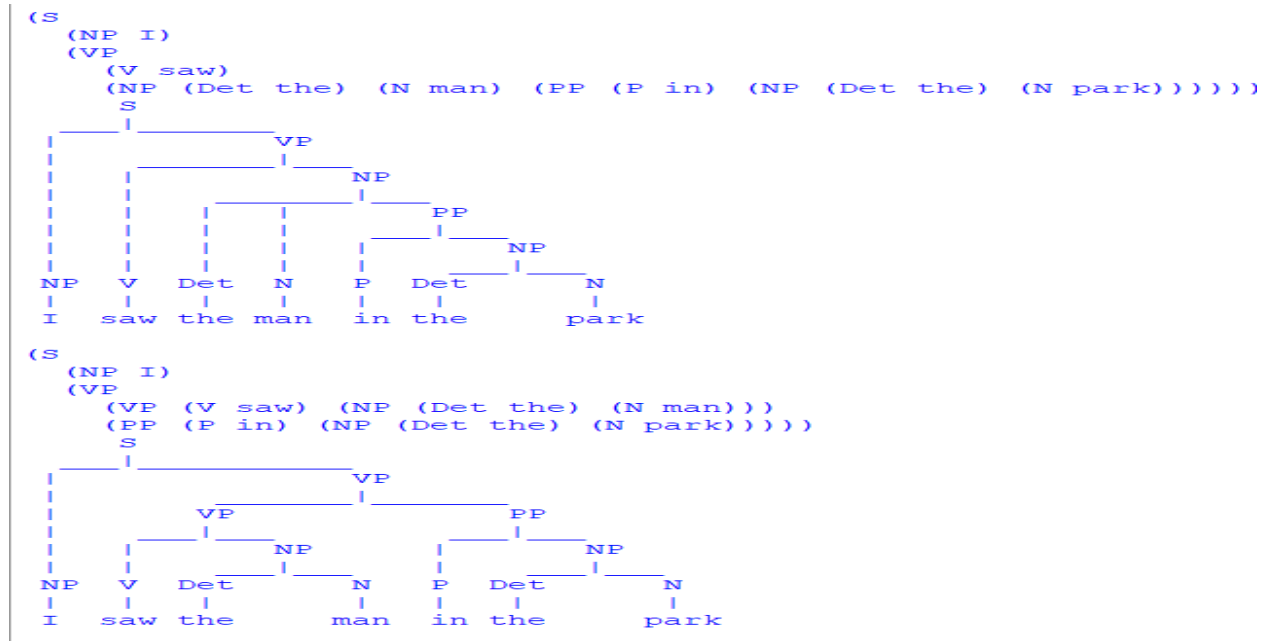 (S
(NP I)
(VP
(V saw)
(NP (Det the) (N man) (PP (P in) (NP (Det the) (N park))))))
S
VP
NP
PP
NP
NP V Det N P Det N
I saw the man in the park
(S
(NP I)
(VP
(VP (V saw) (NP (Det the) (N man)))
(PP (P in) (NP (Det the) (N park)))))
S
VP
VP PP
NP NP
NP V Det N P Det N
I saw the man in the park